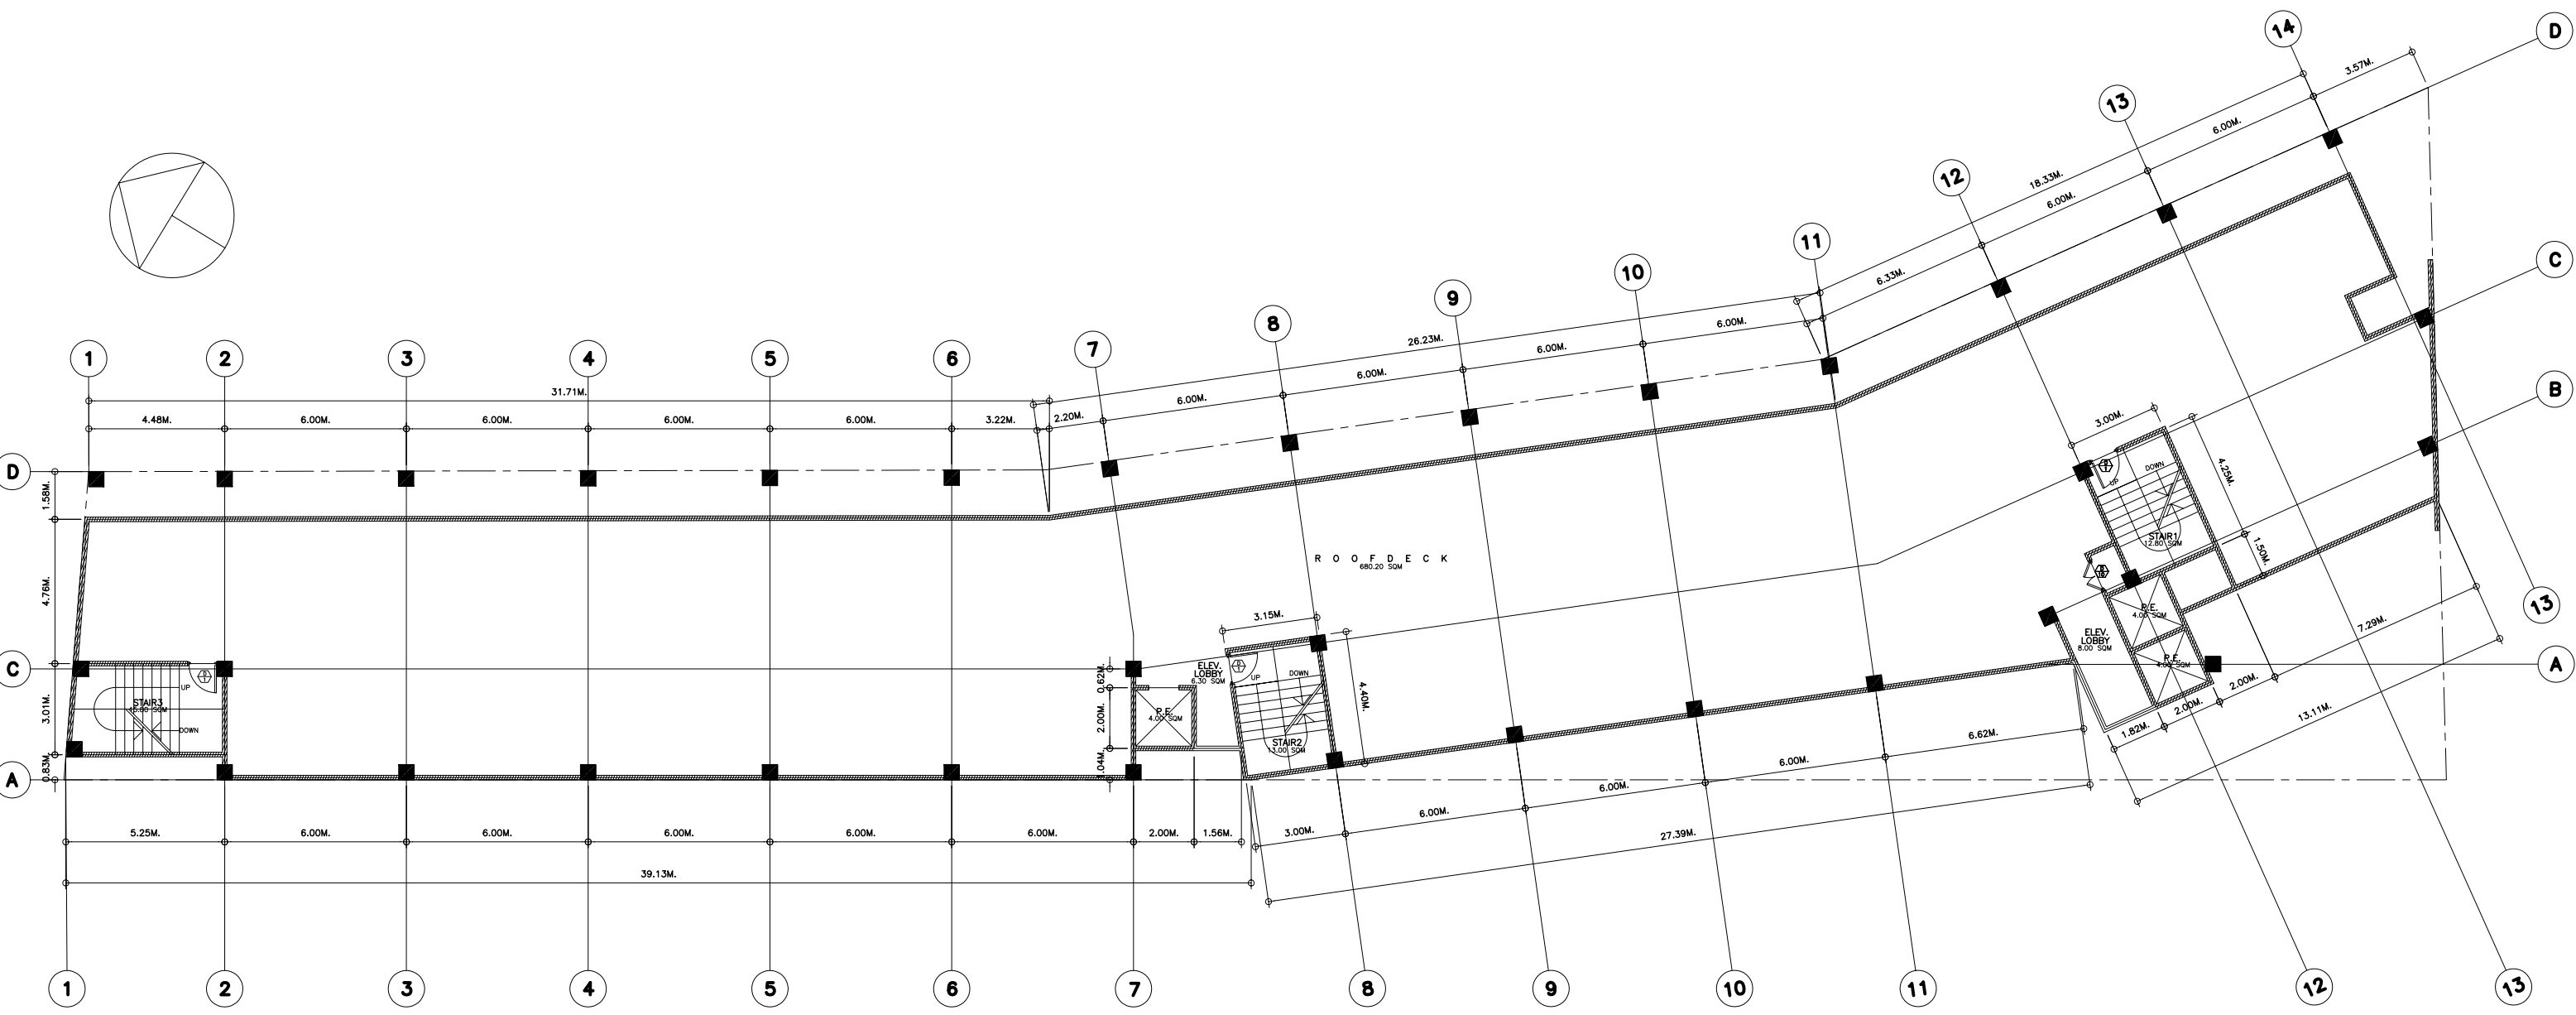 14
D
3.57M.
13
6.00M.
12
18.33M.
6.00M.
11
C
6.33M.
10
9
6.00M.
8
26.23M.
6.00M.
7
6.00M.
1
2
3
4
5
6
6.00M.
B
31.71M.
6.00M.
4.48M.
6.00M.
6.00M.
6.00M.
6.00M.
3.22M.
2.20M.
3.00M.
D
1.58M.
4.25M.
DOWN
UP
STAIR1
12.80 SQM
1.50M.
R O O F D E C K
680.20 SQM
4.76M.
13
3.15M.
P.E.
4.00 SQM
7.29M.
ELEV.
LOBBY
8.00 SQM
P.E.
4.00 SQM
A
C
0.62M.
ELEV.
LOBBY
6.30 SQM
UP
DOWN
4.40M.
2.00M.
UP
3.01M.
STAIR3
DOWN
2.00M.
P.E.
4.00 SQM
2.00M.
1.82M.
13.11M.
STAIR2
13.00 SQM
6.62M.
A
0.83M.
1.04M.
6.00M.
6.00M.
6.00M.
3.00M.
5.25M.
6.00M.
6.00M.
6.00M.
6.00M.
6.00M.
2.00M.
1.56M.
27.39M.
39.13M.
1
2
3
4
5
6
7
8
9
10
11
12
13